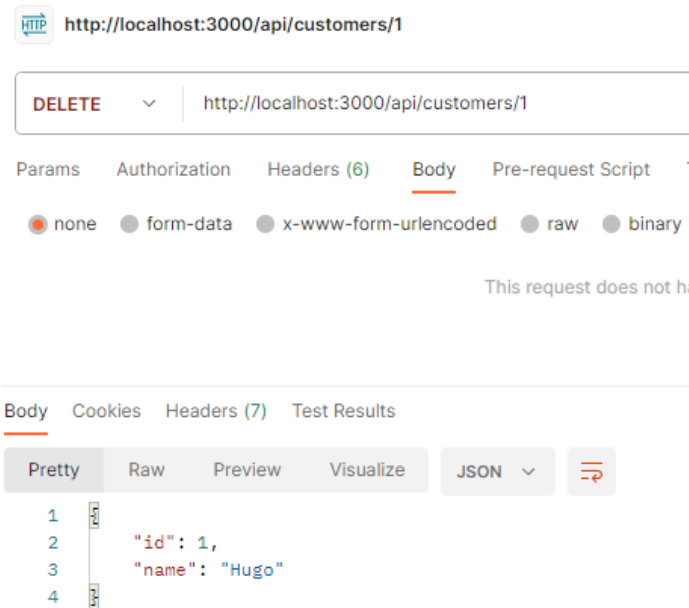 HTTP http://localhost:3000/api/customers/1
DELETE http://localhost:3000/api/customers/1
Params Authorization Headers (6) Body Pre-request Script
none form-data x-www-form-urlencoded raw binary
This request does not
Body Cookies Headers (7) Test Results
Pretty Raw Preview Visualize JSON
1 {
2 "id": 1,
3 "name": "Hugo"
4 }